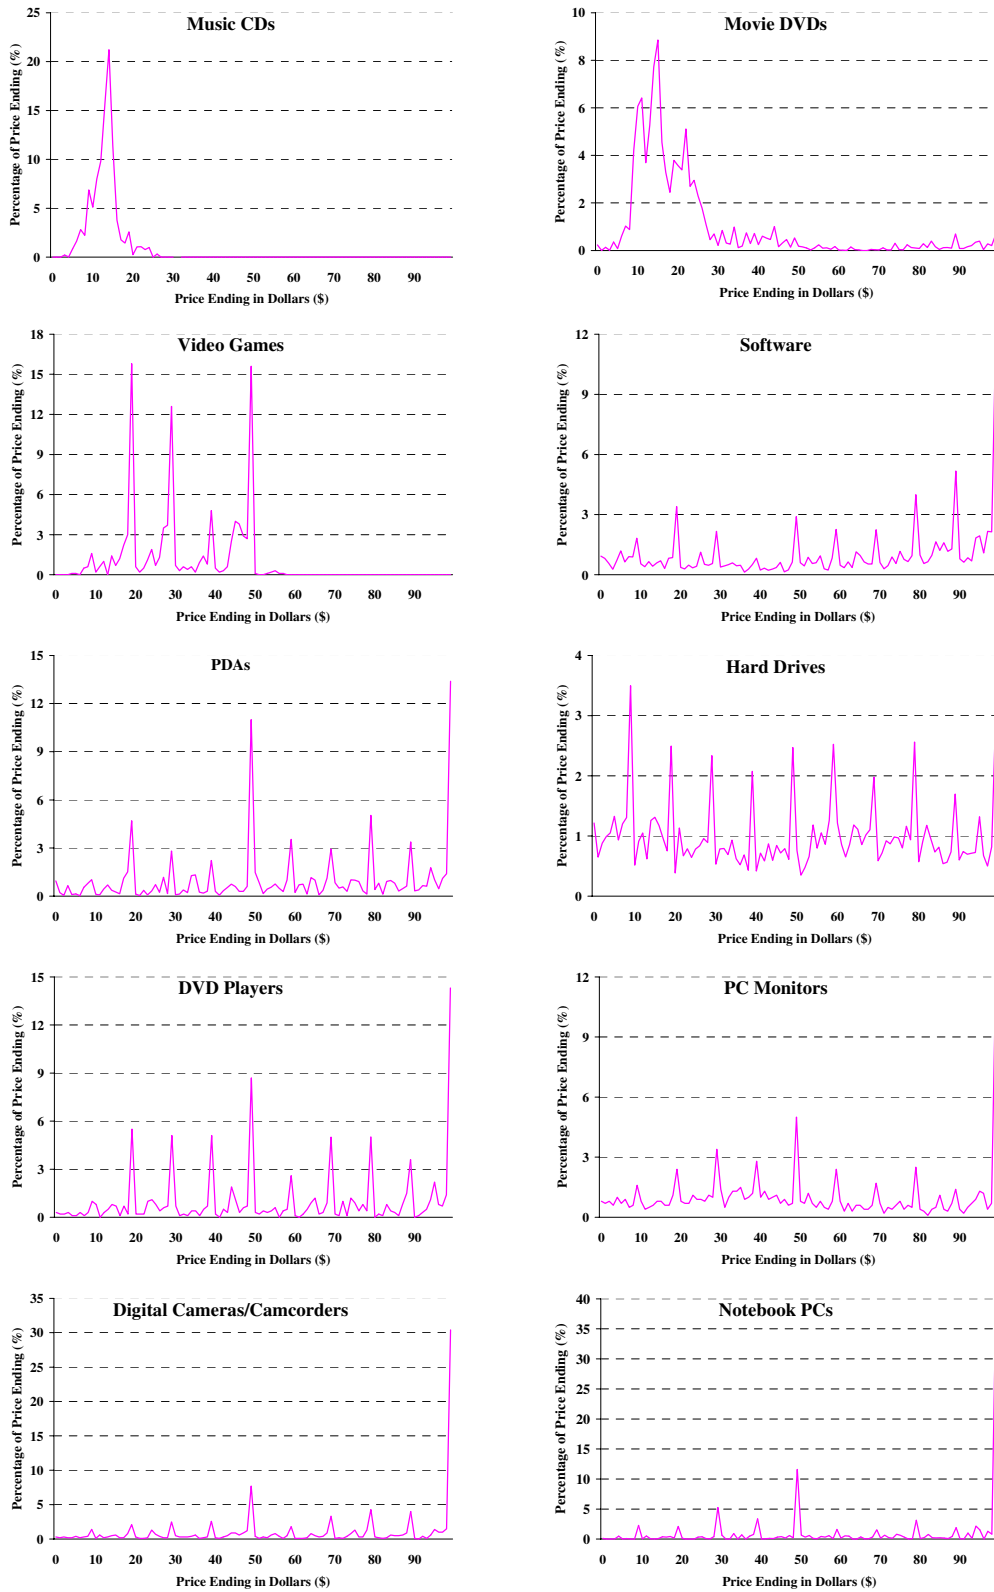 Music CDs
Percentage of Price Ending (%)
25
20
15
10
5
0
0 10 20 30 40 50 60 70 80 90
Price Ending in Dollars ($)
Movie DVDs
Percentage of Price Ending (%)
10
8
6
4
2
0
0 10 20 30 40 50 60 70 80 90
Price Ending in Dollars ($)
Video Games
Percentage of Price Ending (%)
18
15
12
9
6
3
0
0 10 20 30 40 50 60 70 80 90
Price Ending in Dollars ($)
Software
Percentage of Price Ending (%)
12
9
6
3
0
0 10 20 30 40 50 60 70 80 90
Price Ending in Dollars ($)
PDAs
Percentage of Price Ending (%)
15
12
9
6
3
0
0 10 20 30 40 50 60 70 80 90
Price Ending in Dollars ($)
Hard Drives
Percentage of Price Ending (%)
4
3
2
1
0
0 10 20 30 40 50 60 70 80 90
Price Ending in Dollars ($)
DVD Players
Percentage of Price Ending (%)
15
12
9
6
3
0
0 10 20 30 40 50 60 70 80 90
Price Ending in Dollars ($)
PC Monitors
Percentage of Price Ending (%)
12
9
6
3
0
0 10 20 30 40 50 60 70 80 90
Price Ending in Dollars ($)
Digital Cameras/Camcorders
Percentage of Price Ending (%)
35
30
25
20
15
10
5
0
0 10 20 30 40 50 60 70 80 90
Price Ending in Dollars ($)
Notebook PCs
Percentage of Price Ending (%)
40
35
30
25
20
15
10
5
0
0 10 20 30 40 50 60 70 80 90
Price Ending in Dollars ($)